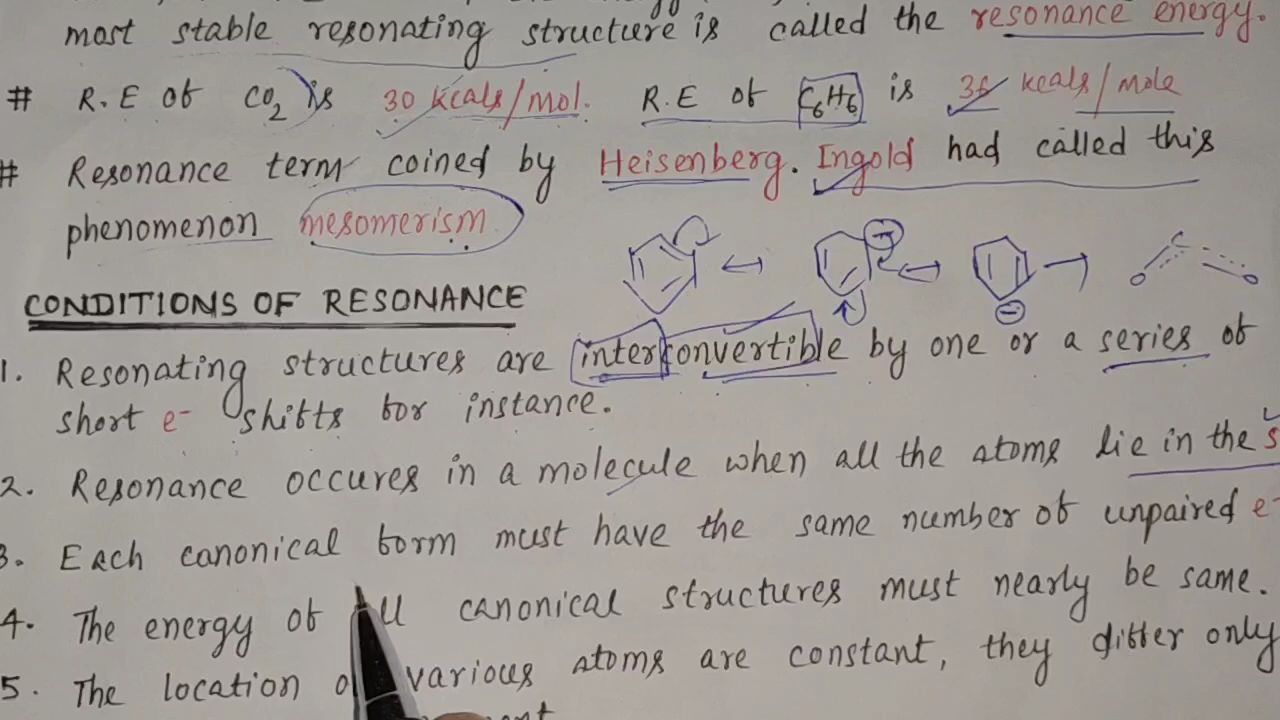 most stable resonating structure is called the resonance energy.
# R.E of CO2 is 30 kcals/mol. R.E of C6H6 is 36 kcals/mole
# Resonance term coined by Heisenberg. Ingold had called this
phenomenon mesomerism
CONDITIONS OF RESONANCE
1. Resonating structures are interconvertible by one or a series of
short e- shifts for instance.
2. Resonance occures in a molecule when all the atoms lie in the s
3. Each canonical form must have the same number of unpaired e-
4. The energy of all canonical structures must nearly be same.
5. The location of various atoms are constant, they differ only